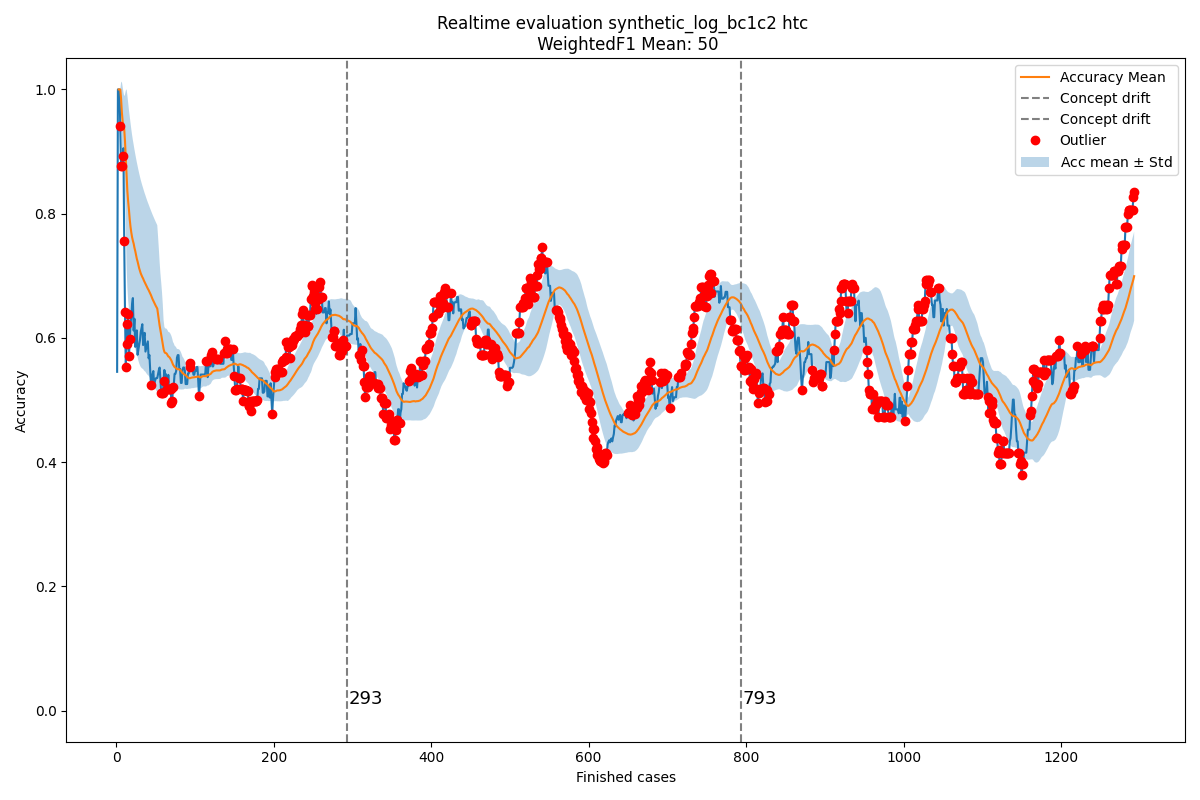 Realtime evaluation synthetic_log_bc1c2 htc
WeightedF1 Mean: 50
Accuracy Mean
Concept drift
Concept drift
Outlier
Acc mean ± Std
1.0
0.8
0.6
0.4
0.2
0.0
Accuracy
293
793
0
200
400
600
800
1000
1200
Finished cases